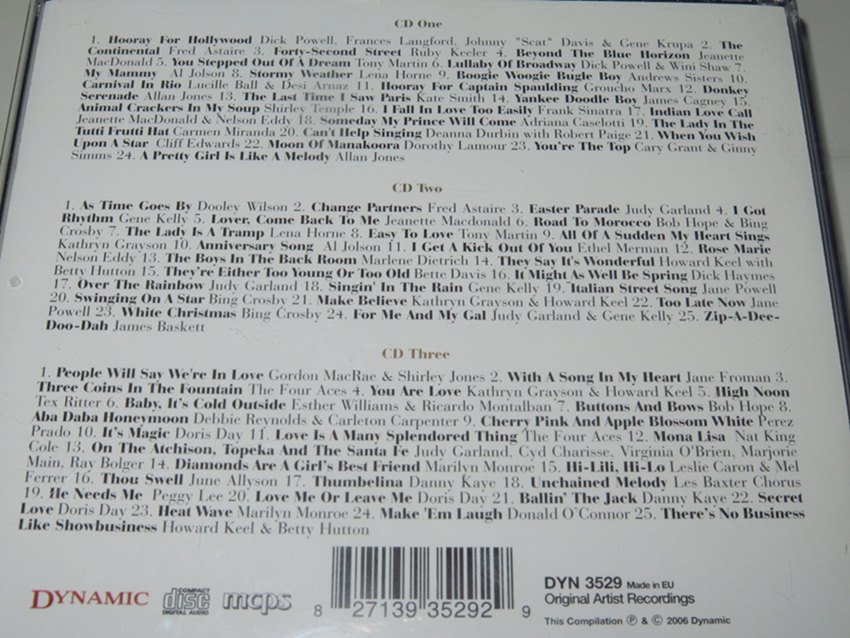 CD One
1. Hooray For Hollywood Dick Powell, Frances Langford, Johnny "Scat" Davis & Gene Krupa 2. The
Continental Fred Astaire 3. Forty-Second Street Ruby Keeler 4. Beyond The Blue Horizon Jeanette
MacDonald 5. You Stepped Out Of A Dream Tony Martin 6. Lullaby Of Broadway Dick Powell & Wini Shaw 7.
My Mammy Al Jolson 8. Stormy Weather Lena Horne 9. Boogie Woogie Bugle Boy Andrews Sisters 10.
Carnival In Rio Lucille Ball & Desi Arnaz 11. Hooray For Captain Spaulding Groucho Marx 12. Donkey
Serenade Allan Jones 13. The Last Time I Saw Paris Kate Smith 14. Yankee Doodle Boy James Cagney 15.
Animal Crackers In My Soup Shirley Temple 16. I Fall In Love Too Easily Frank Sinatra 17. Indian Love Call
Jeanette MacDonald & Nelson Eddy 18. Someday My Prince Will Come Adriana Caselotti 19. The Lady In The
Tutti Frutti Hat Carmen Miranda 20. Can't Help Singing Deanna Durbin with Robert Paige 21. When You Wish
Upon A Star Cliff Edwards 22. Moon Of Manakoora Dorothy Lamour 23. You're The Top Cary Grant & Ginny
Simms 24. A Pretty Girl Is Like A Melody Allan Jones
CD Two
1. As Time Goes By Dooley Wilson 2. Change Partners Fred Astaire 3. Easter Parade Judy Garland 4. I Got
Rhythm Gene Kelly 5. Lover, Come Back To Me Jeanette Macdonald 6. Road To Morocco Bob Hope & Bing
Crosby 7. The Lady Is A Tramp Lena Horne 8. Easy To Love Tony Martin 9. All Of A Sudden My Heart Sings
Kathryn Grayson 10. Anniversary Song Al Jolson 11. I Get A Kick Out Of You Ethel Merman 12. Rose Marie
Nelson Eddy 13. The Boys In The Back Room Marlene Dietrich 14. They Say It's Wonderful Howard Keel with
Betty Hutton 15. They're Either Too Young Or Too Old Bette Davis 16. It Might As Well Be Spring Dick Haymes
17. Over The Rainbow Judy Garland 18. Singin' In The Rain Gene Kelly 19. Italian Street Song Jane Powell
20. Swinging On A Star Bing Crosby 21. Make Believe Kathryn Grayson & Howard Keel 22. Too Late Now Jane
Powell 23. White Christmas Bing Crosby 24. For Me And My Gal Judy Garland & Gene Kelly 25. Zip-A-Dee-
Doo-Dah James Baskett
CD Three
1. People Will Say We're In Love Gordon MacRae & Shirley Jones 2. With A Song In My Heart Jane Froman 3.
Three Coins In The Fountain The Four Aces 4. You Are Love Kathryn Grayson & Howard Keel 5. High Noon
Tex Ritter 6. Baby, It's Cold Outside Esther Williams & Ricardo Montalban 7. Buttons And Bows Bob Hope 8.
Aba Daba Honeymoon Debbie Reynolds & Carleton Carpenter 9. Cherry Pink And Apple Blossom White Perez
Prado 10. It's Magic Doris Day 11. Love Is A Many Splendored Thing The Four Aces 12. Mona Lisa Nat King
Cole 13. On The Atchison, Topeka And The Santa Fe Judy Garland, Cyd Charisse, Virginia O'Brien, Marjorie
Main, Ray Bolger 14. Diamonds Are A Girl's Best Friend Marilyn Monroe 15. Hi-Lili, Hi-Lo Leslie Caron & Mel
Ferrer 16. Thou Swell June Allyson 17. Thumbelina Danny Kaye 18. Unchained Melody Les Baxter Chorus
19. He Needs Me Peggy Lee 20. Love Me Or Leave Me Doris Day 21. Ballin' The Jack Danny Kaye 22. Secret
Love Doris Day 23. Heat Wave Marilyn Monroe 24. Make 'Em Laugh Donald O'Connor 25. There's No Business
Like Showbusiness Howard Keel & Betty Hutton
DYNAMIC
COMPACT disc DIGITAL AUDIO
mcps
8 27139 35292 9
DYN 3529 Made in EU
Original Artist Recordings
This Compilation ℗ & © 2006 Dynamic